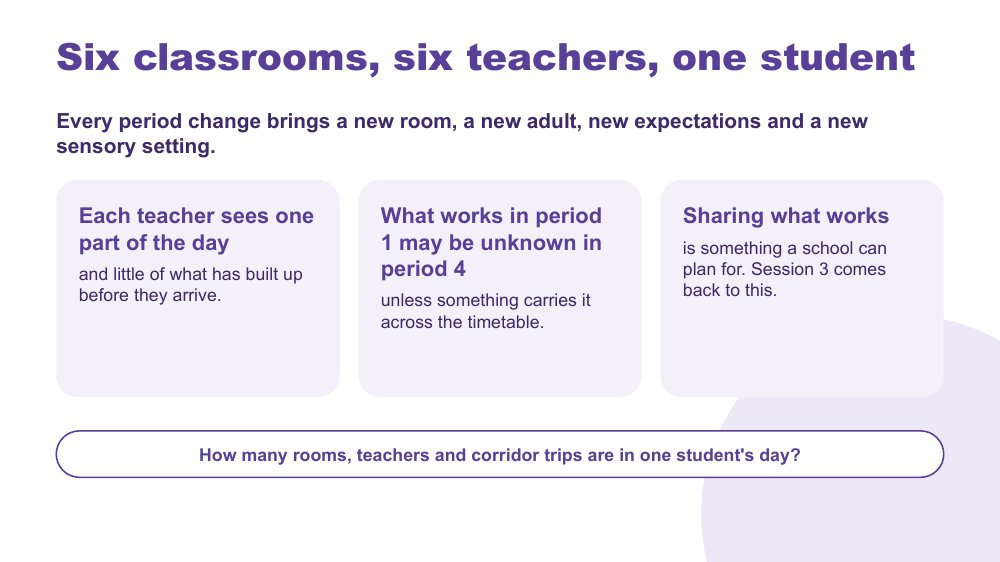 Six classrooms, six teachers, one student
Every period change brings a new room, a new adult, new expectations and a new
sensory setting.
Each teacher sees one
part of the day
and little of what has built up
before they arrive.
What works in period
1 may be unknown in
period 4
unless something carries it
across the timetable.
Sharing what works
is something a school can
plan for. Session 3 comes
back to this.
How many rooms, teachers and corridor trips are in one student's day?